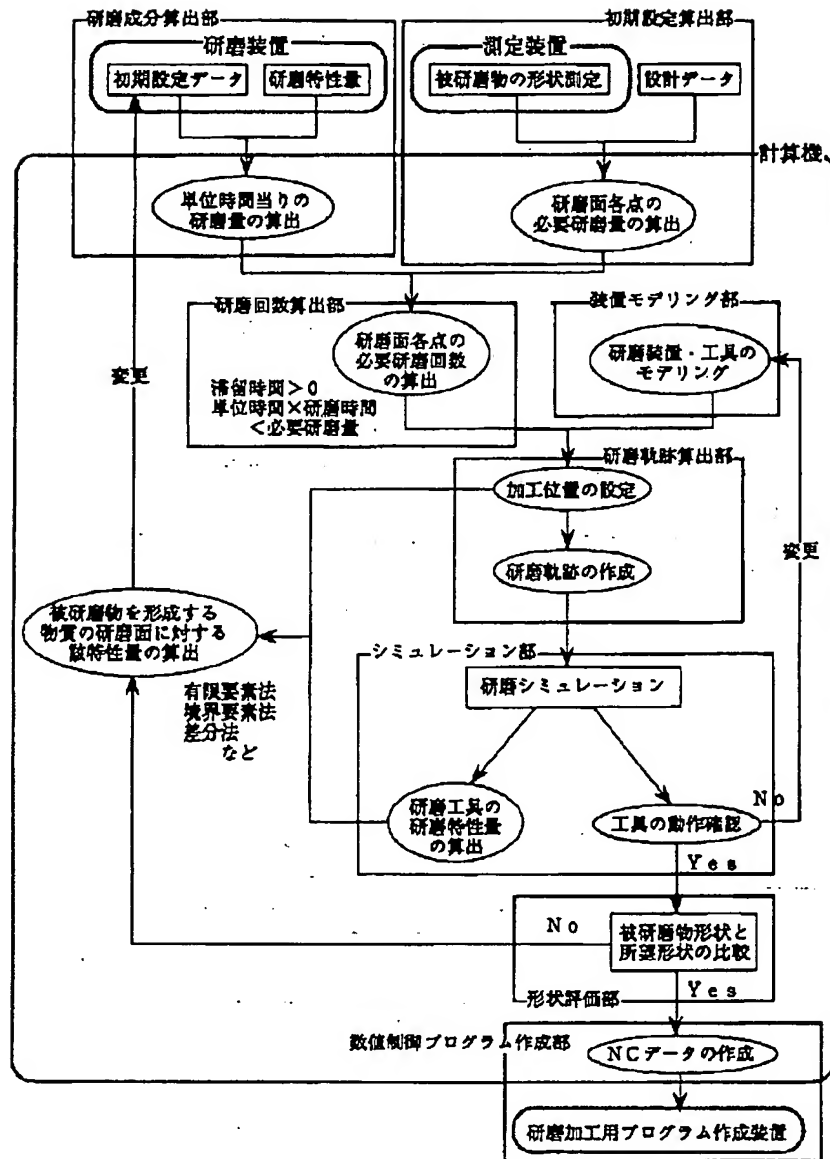 研磨成分算出部
初期設定算出部
研磨装置
測定装置
初期設定データ
研磨特性量
被研磨物の形状測定
設計データ
計算機
単位時間当りの
研磨量の算出
研磨面各点の
必要研磨量の算出
研磨回数算出部
装置モデリング部
研磨面各点の
必要研磨回数
の算出
研磨装置・工具の
モデリング
変更
滞留時間>0
単位時間×研磨時間
<必要研磨量
研磨軌跡算出部
加工位置の設定
変更
研磨軌跡の作成
被研磨物を形成する
物質の研磨面に対する
該特性量の算出
シミュレーション部
有限要素法
境界要素法
差分法
など
研磨シミュレーション
研磨工具の
研磨特性量
の算出
No
工具の動作確認
Yes
No
被研磨物形状と
所望形状の比較
Yes
形状評価部
数値制御プログラム作成部
NCデータの作成
研磨加工用プログラム作成装置